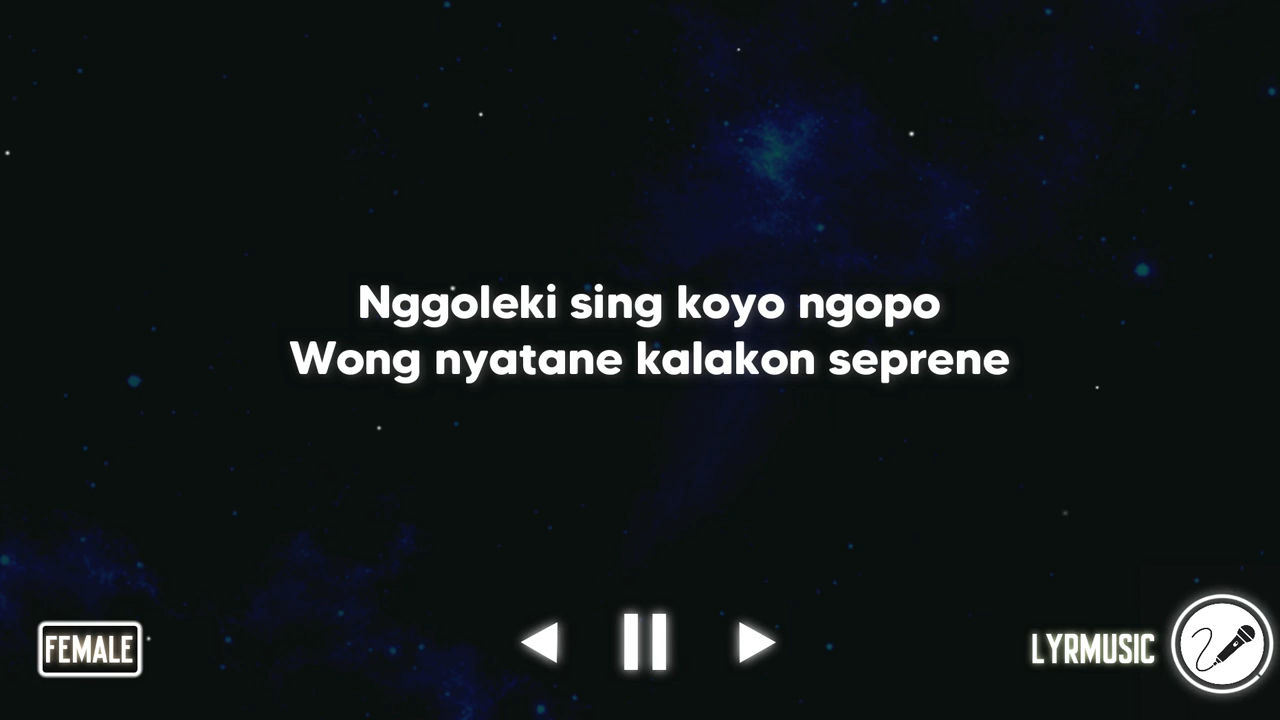 Nggoleki sing koyo ngopo
Wong nyatane kalakon seprene
FEMALE
LYRMUSIC